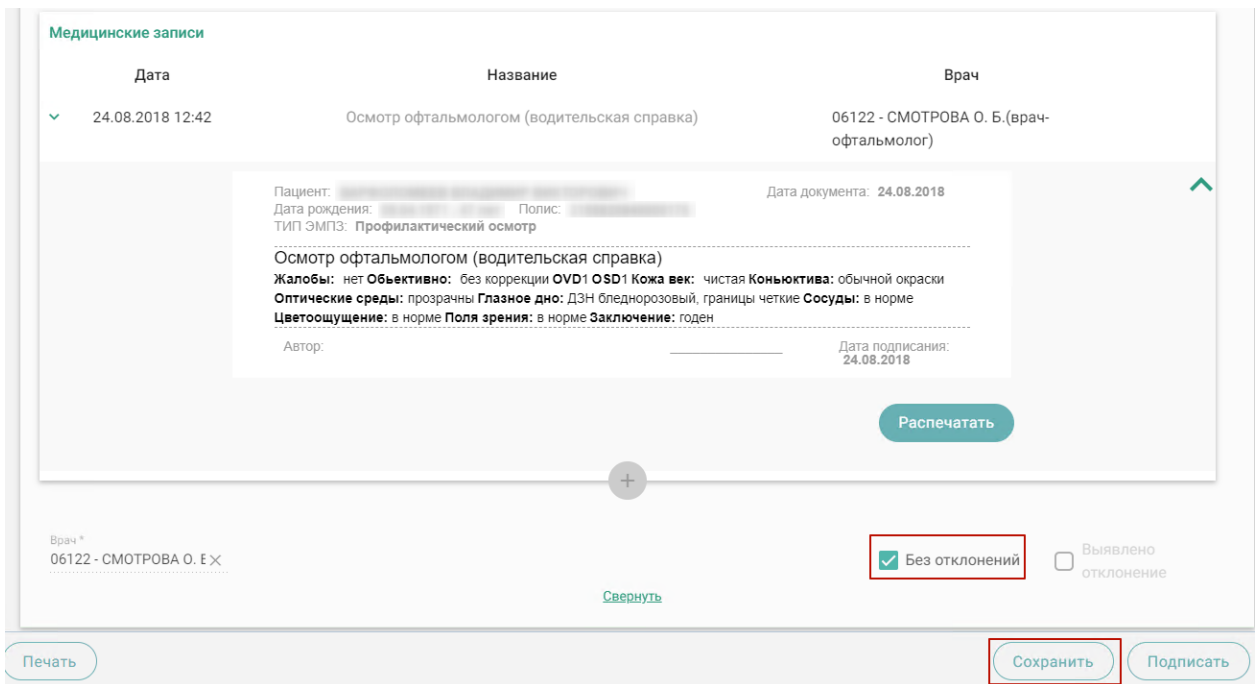 Медицинские записи
Дата Название Врач
24.08.2018 12:42 Осмотр офтальмологом (водительская справка) 06122 - СМОТРОВА О. Б.(врач-
офтальмолог)
Пациент: Дата документа: 24.08.2018
Дата рождения: Полис:
ТИП ЭМПЗ: Профилактический осмотр
Осмотр офтальмологом (водительская справка)
Жалобы: нет Обьективно: без коррекции OVD1 OSD1 Кожа век: чистая Коньюктива: обычной окраски
Оптические среды: прозрачны Глазное дно: ДЗН бледнорозовый, границы четкие Сосуды: в норме
Цветоощущение: в норме Поля зрения: в норме Заключение: годен
Автор: Дата подписания:
24.08.2018
Распечатать
Врач *
06122 - СМОТРОВА О. Б
Без отклонений
Выявлено
отклонение
Свернуть
Печать Сохранить Подписать